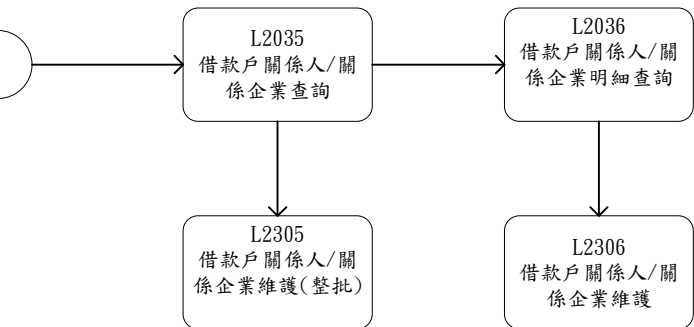 L2035
借款戶關係人/關
係企業查詢
L2036
借款戶關係人/關
係企業明細查詢
L2305
借款戶關係人/關
係企業維護(整批)
L2306
借款戶關係人/關
係企業維護